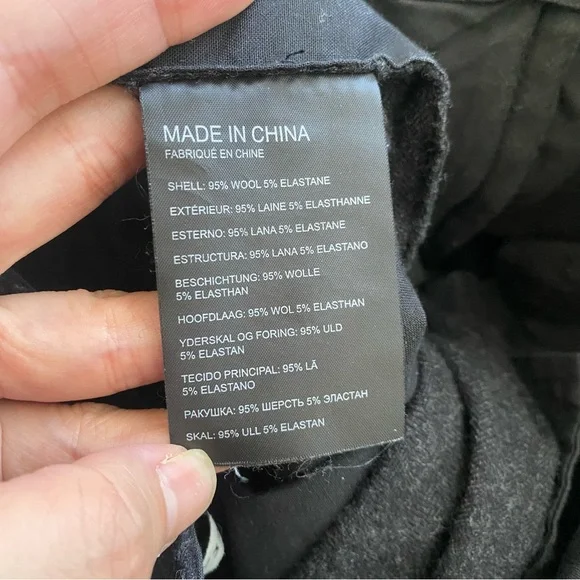 MADE IN CHINA
FABRIQUÉ EN CHINE
SHELL: 95% WOOL 5% ELASTANE
EXTÉRIEUR: 95% LAINE 5% ELASTHANNE
ESTERNO: 95% LANA 5% ELASTANE
ESTRUCTURA: 95% LANA 5% ELASTANO
BESCHICHTUNG: 95% WOLLE
5% ELASTHAN
HOOFDLAAG: 95% WOL 5% ELASTHAN
YDERSKAL OG FORING: 95% ULD
5% ELASTAN
TECIDO PRINCIPAL: 95% LÃ
5% ELASTANO
РАКУШКА: 95% ШЕРСТЬ 5% ЭЛАСТАН
SKAL: 95% ULL 5% ELASTAN